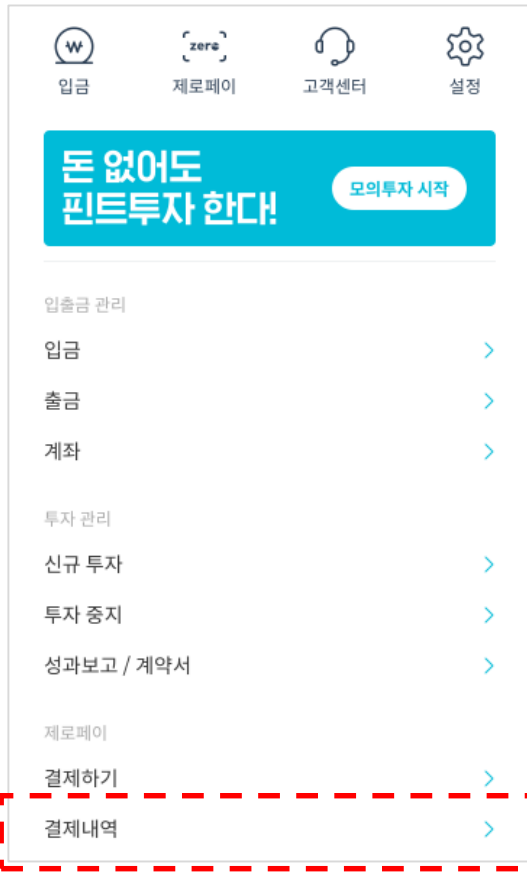 ₩
zero
입금
제로페이
고객센터
설정
돈 없어도
핀트투자 한다!
모의투자 시작
입출금 관리
입금
출금
계좌
투자 관리
신규 투자
투자 중지
성과보고 / 계약서
제로페이
결제하기
결제내역